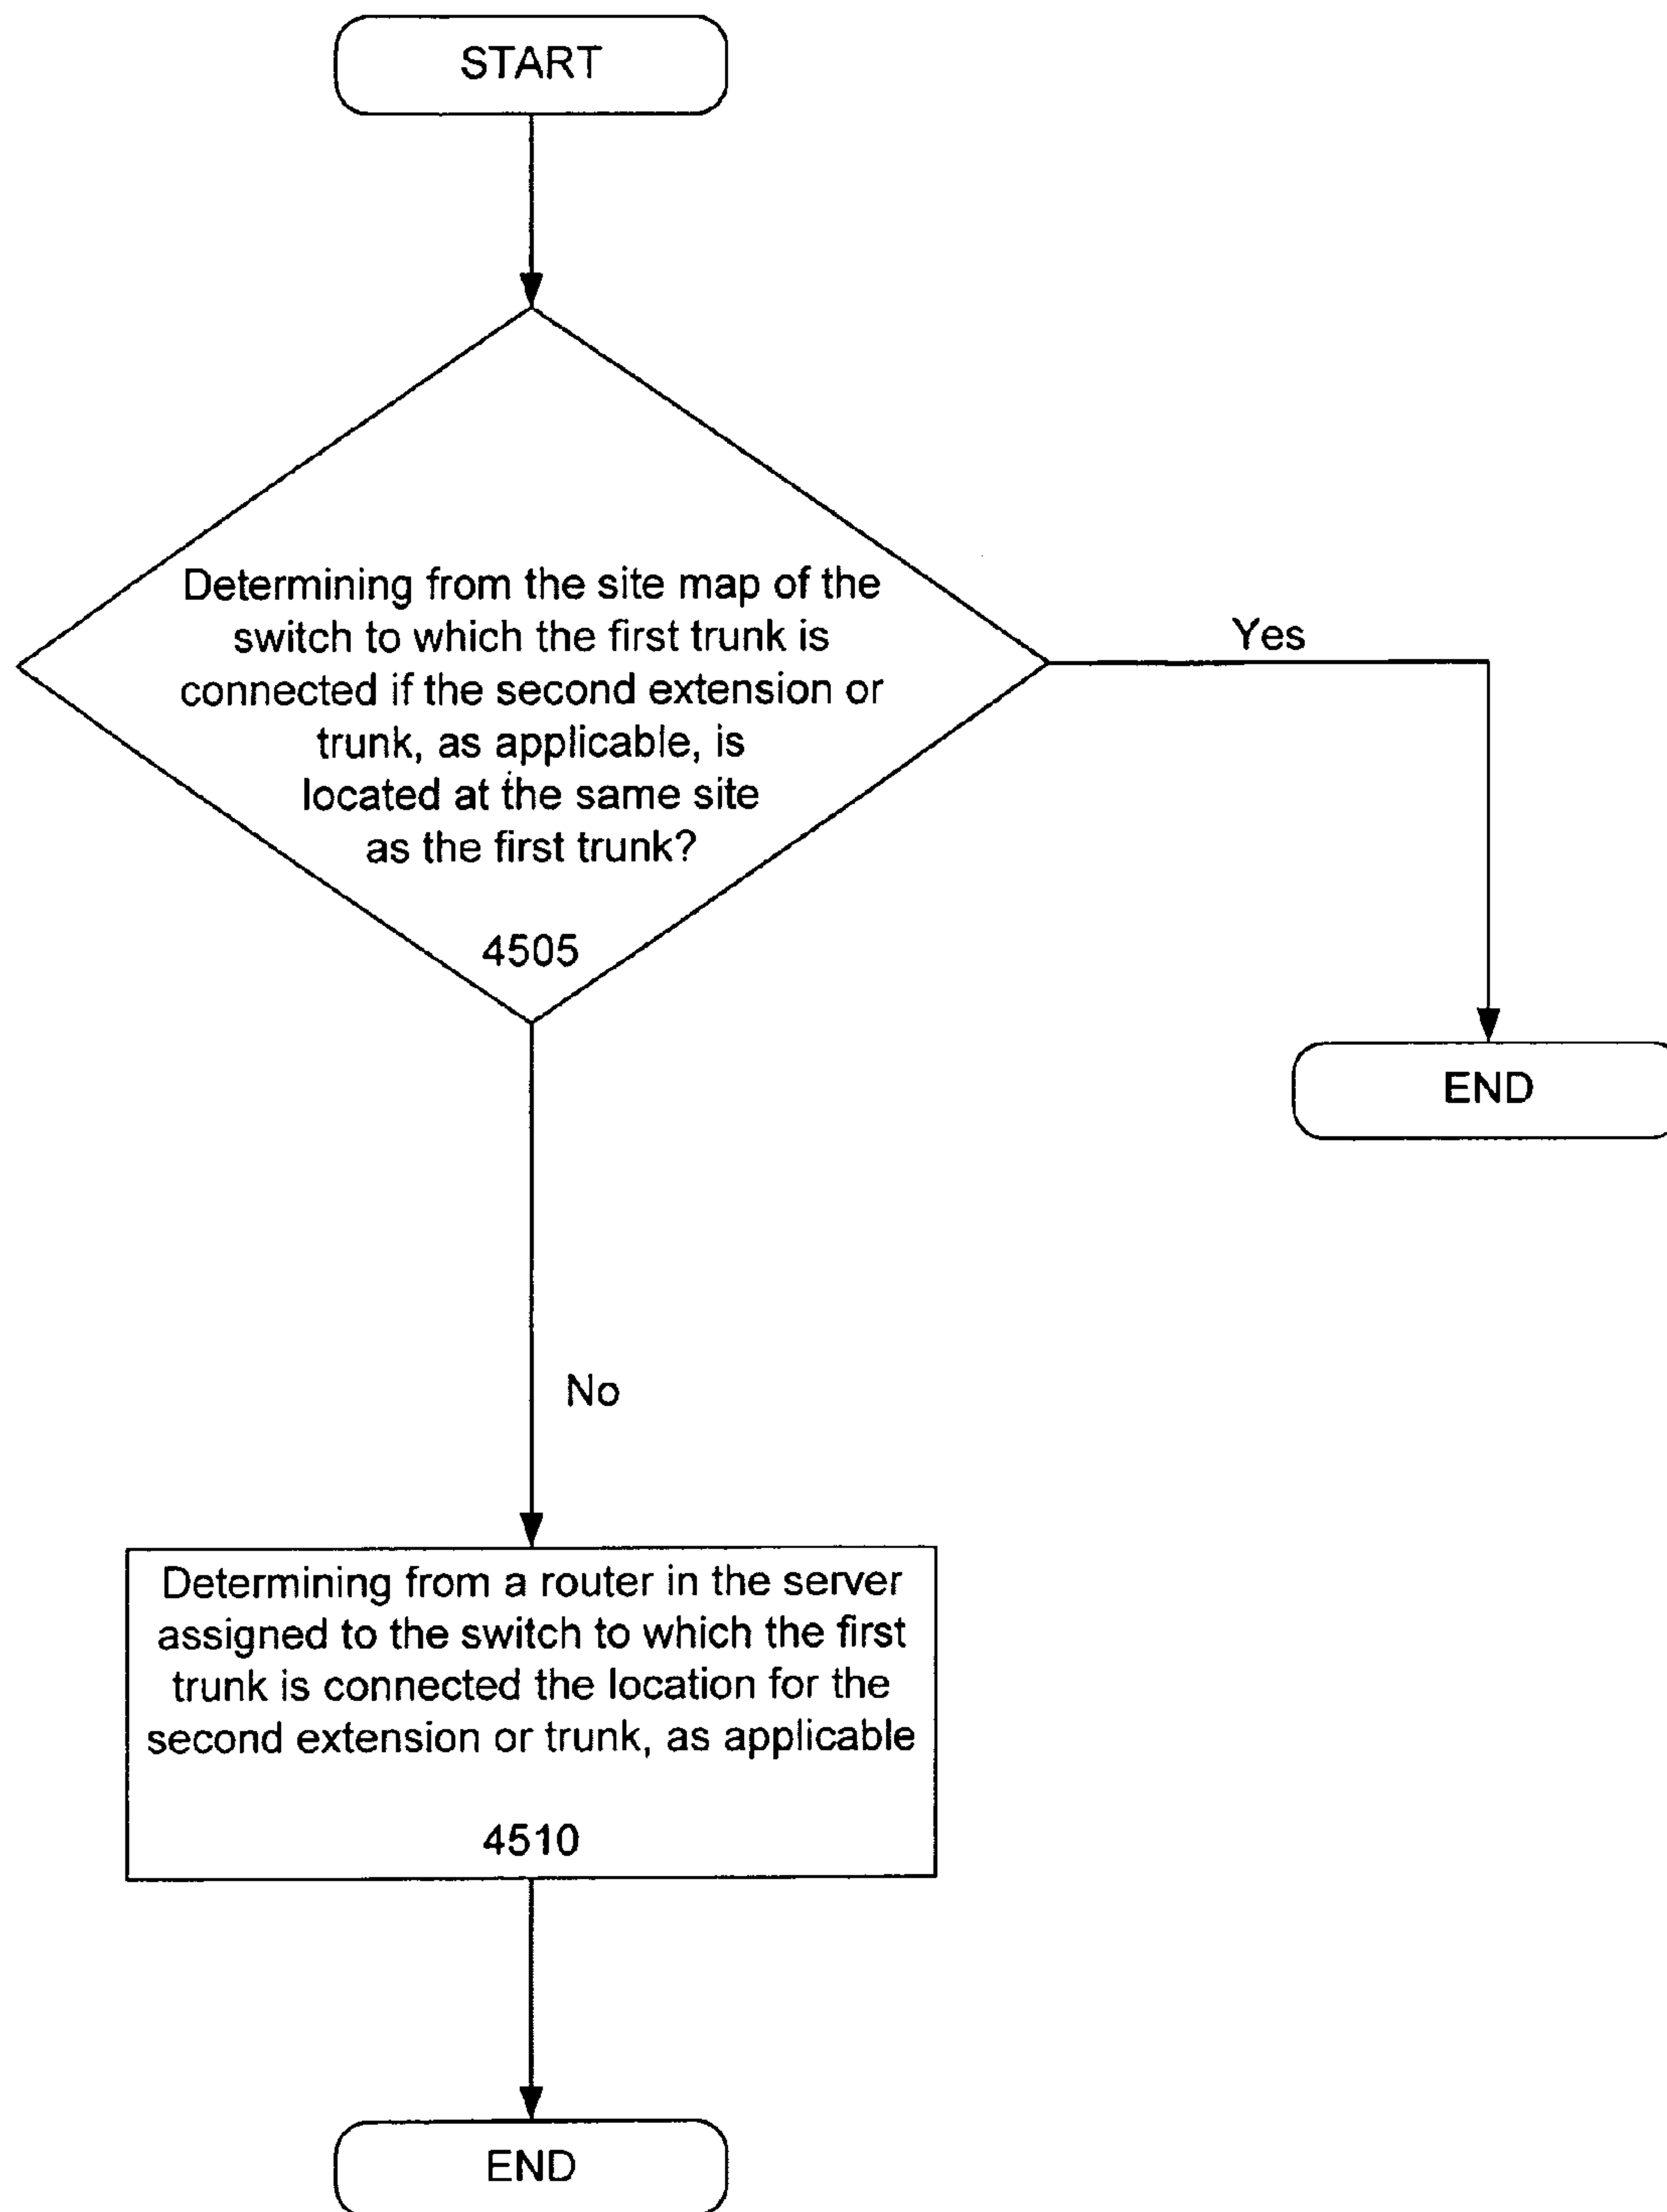 START
Determining from the site map of the
switch to which the first trunk is
connected if the second extension or
trunk, as applicable, is
located at the same site
as the first trunk?
4505
Yes
END
No
Determining from a router in the server
assigned to the switch to which the first
trunk is connected the location for the
second extension or trunk, as applicable
4510
END